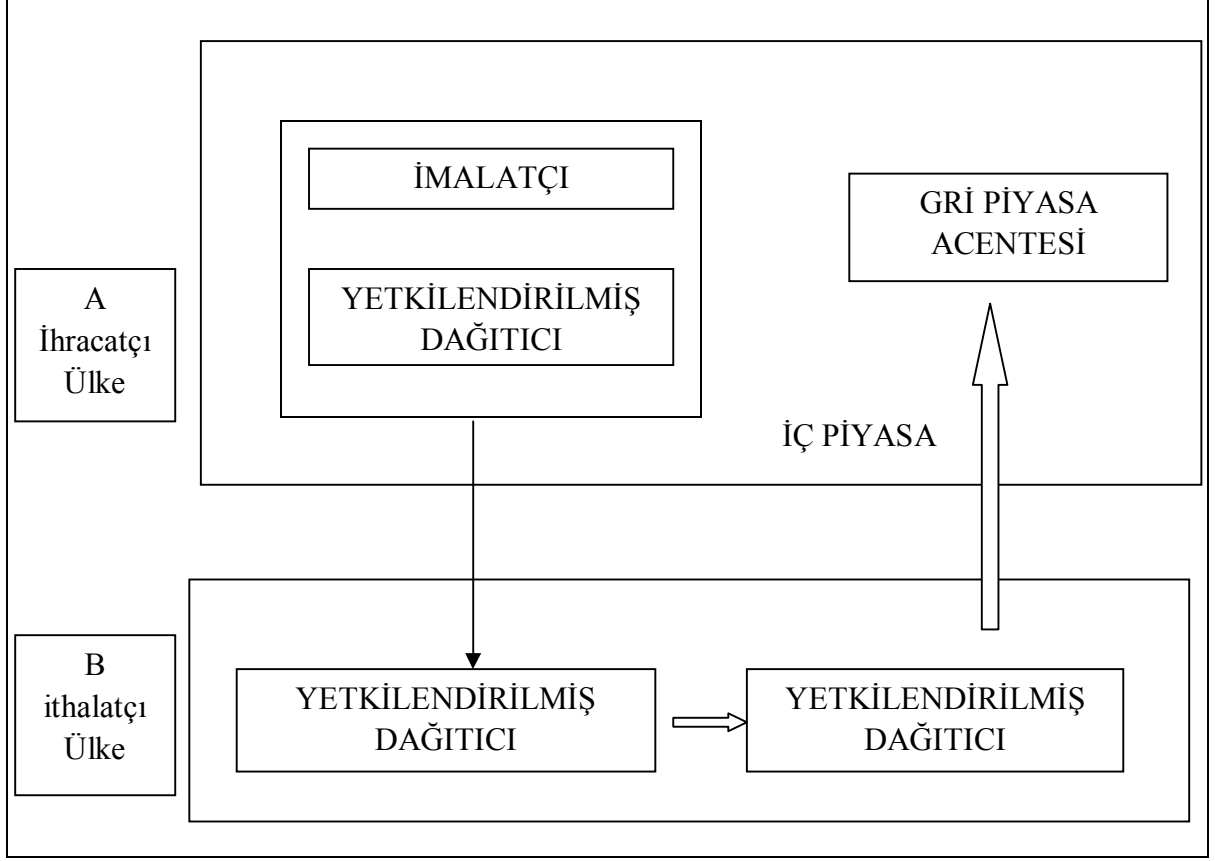 İMALATÇI
GRİ PİYASA
ACENTESİ
YETKİLENDİRİLMİŞ
DAĞITICI
A
İhracatçı
Ülke
İÇ PİYASA
B
ithalatçı
Ülke
YETKİLENDİRİLMİŞ
DAĞITICI
YETKİLENDİRİLMİŞ
DAĞITICI